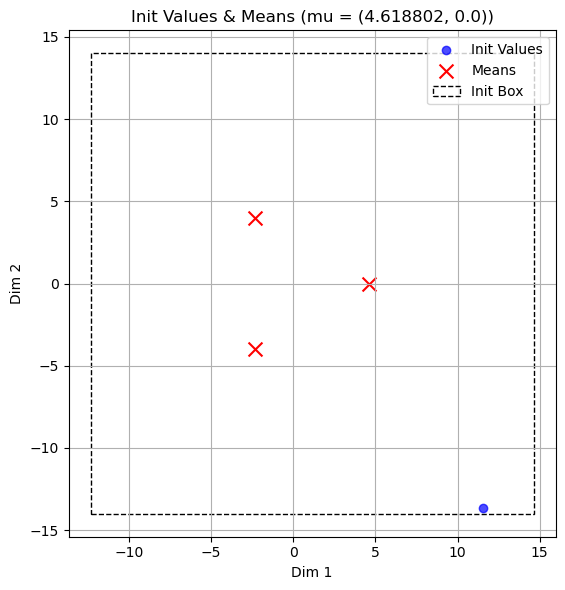 Init Values & Means (mu = (4.618802, 0.0))
Init Values
Means
Init Box
15
10
5
0
−5
−10
−15
Dim 2
−10
−5
0
5
10
15
Dim 1